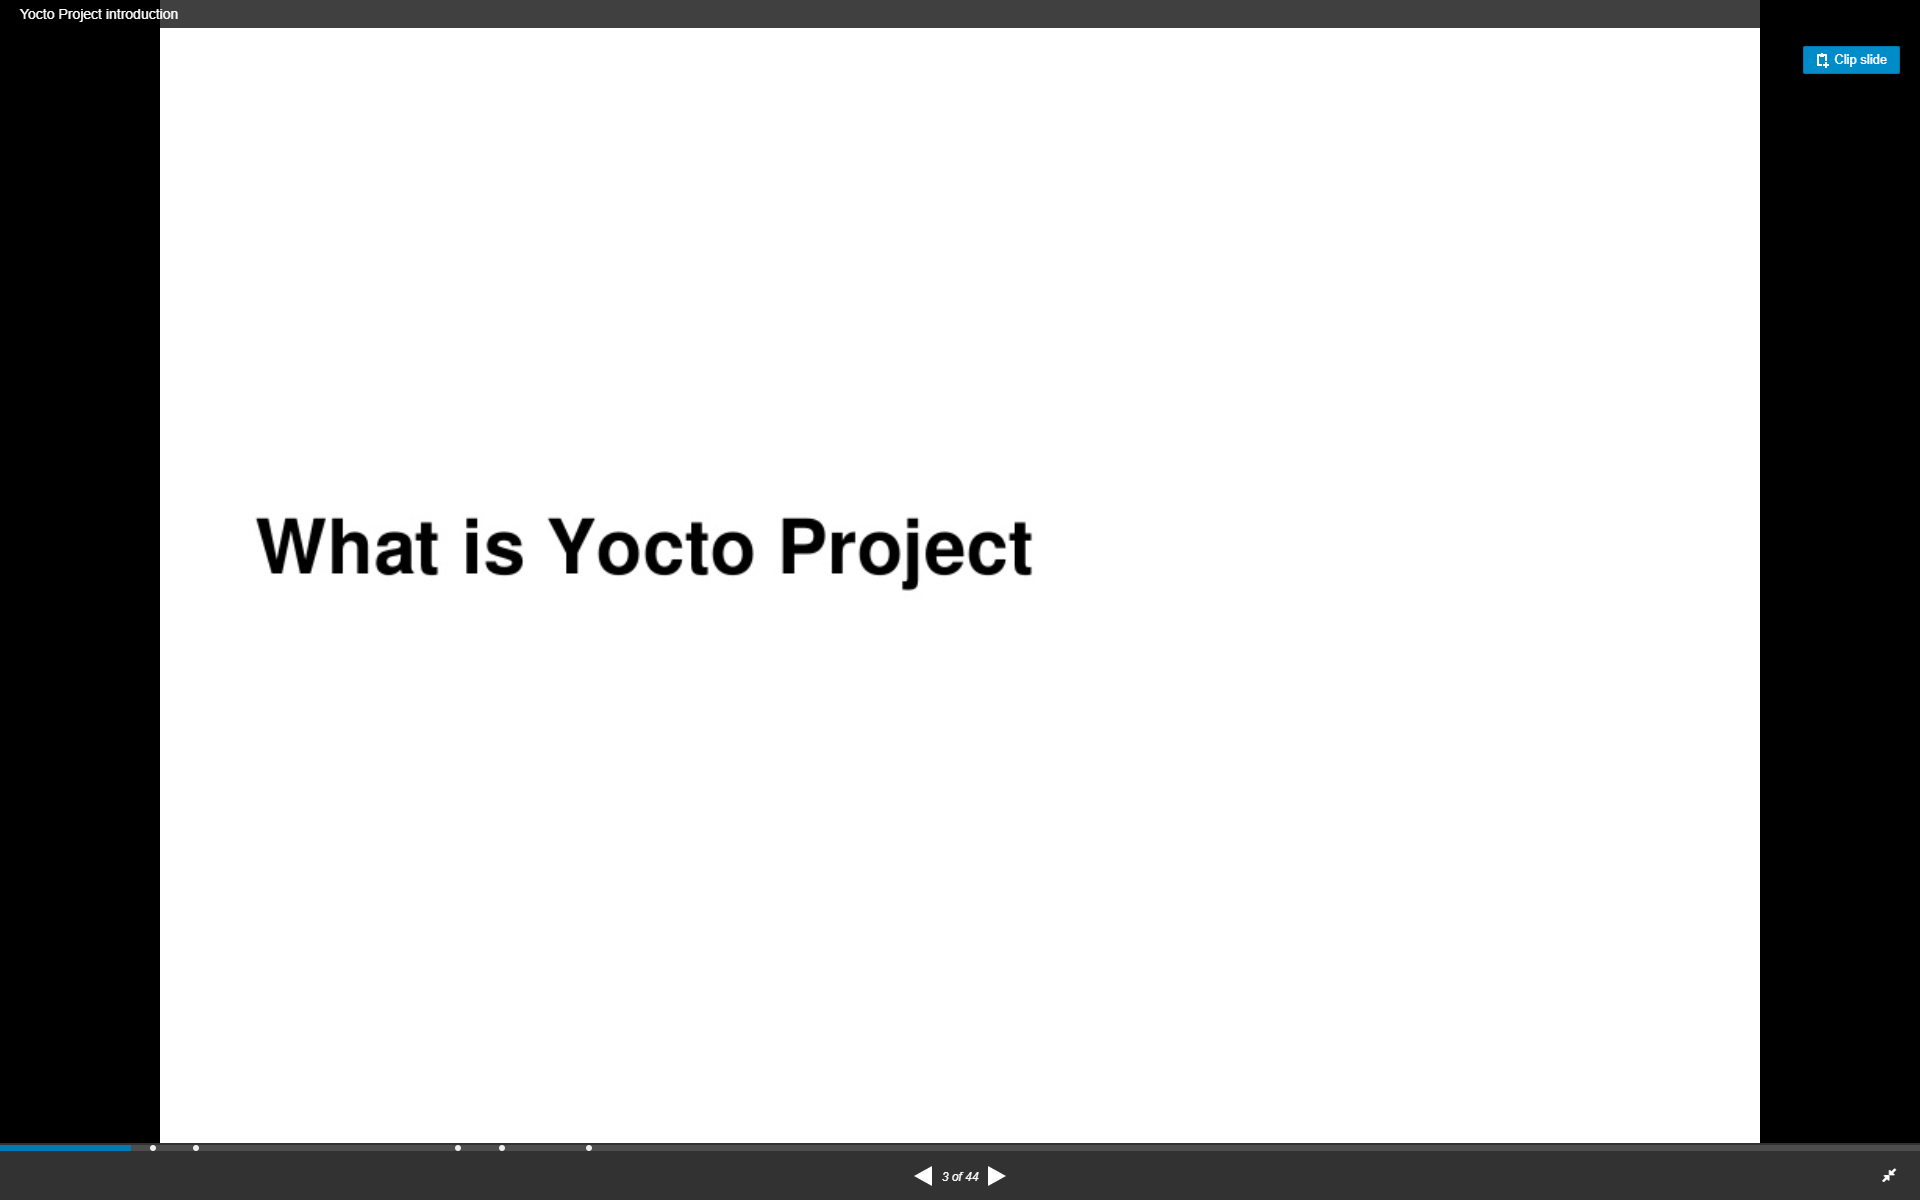 Yocto Project introduction
Clip slide
What is Yocto Project
3 of 44